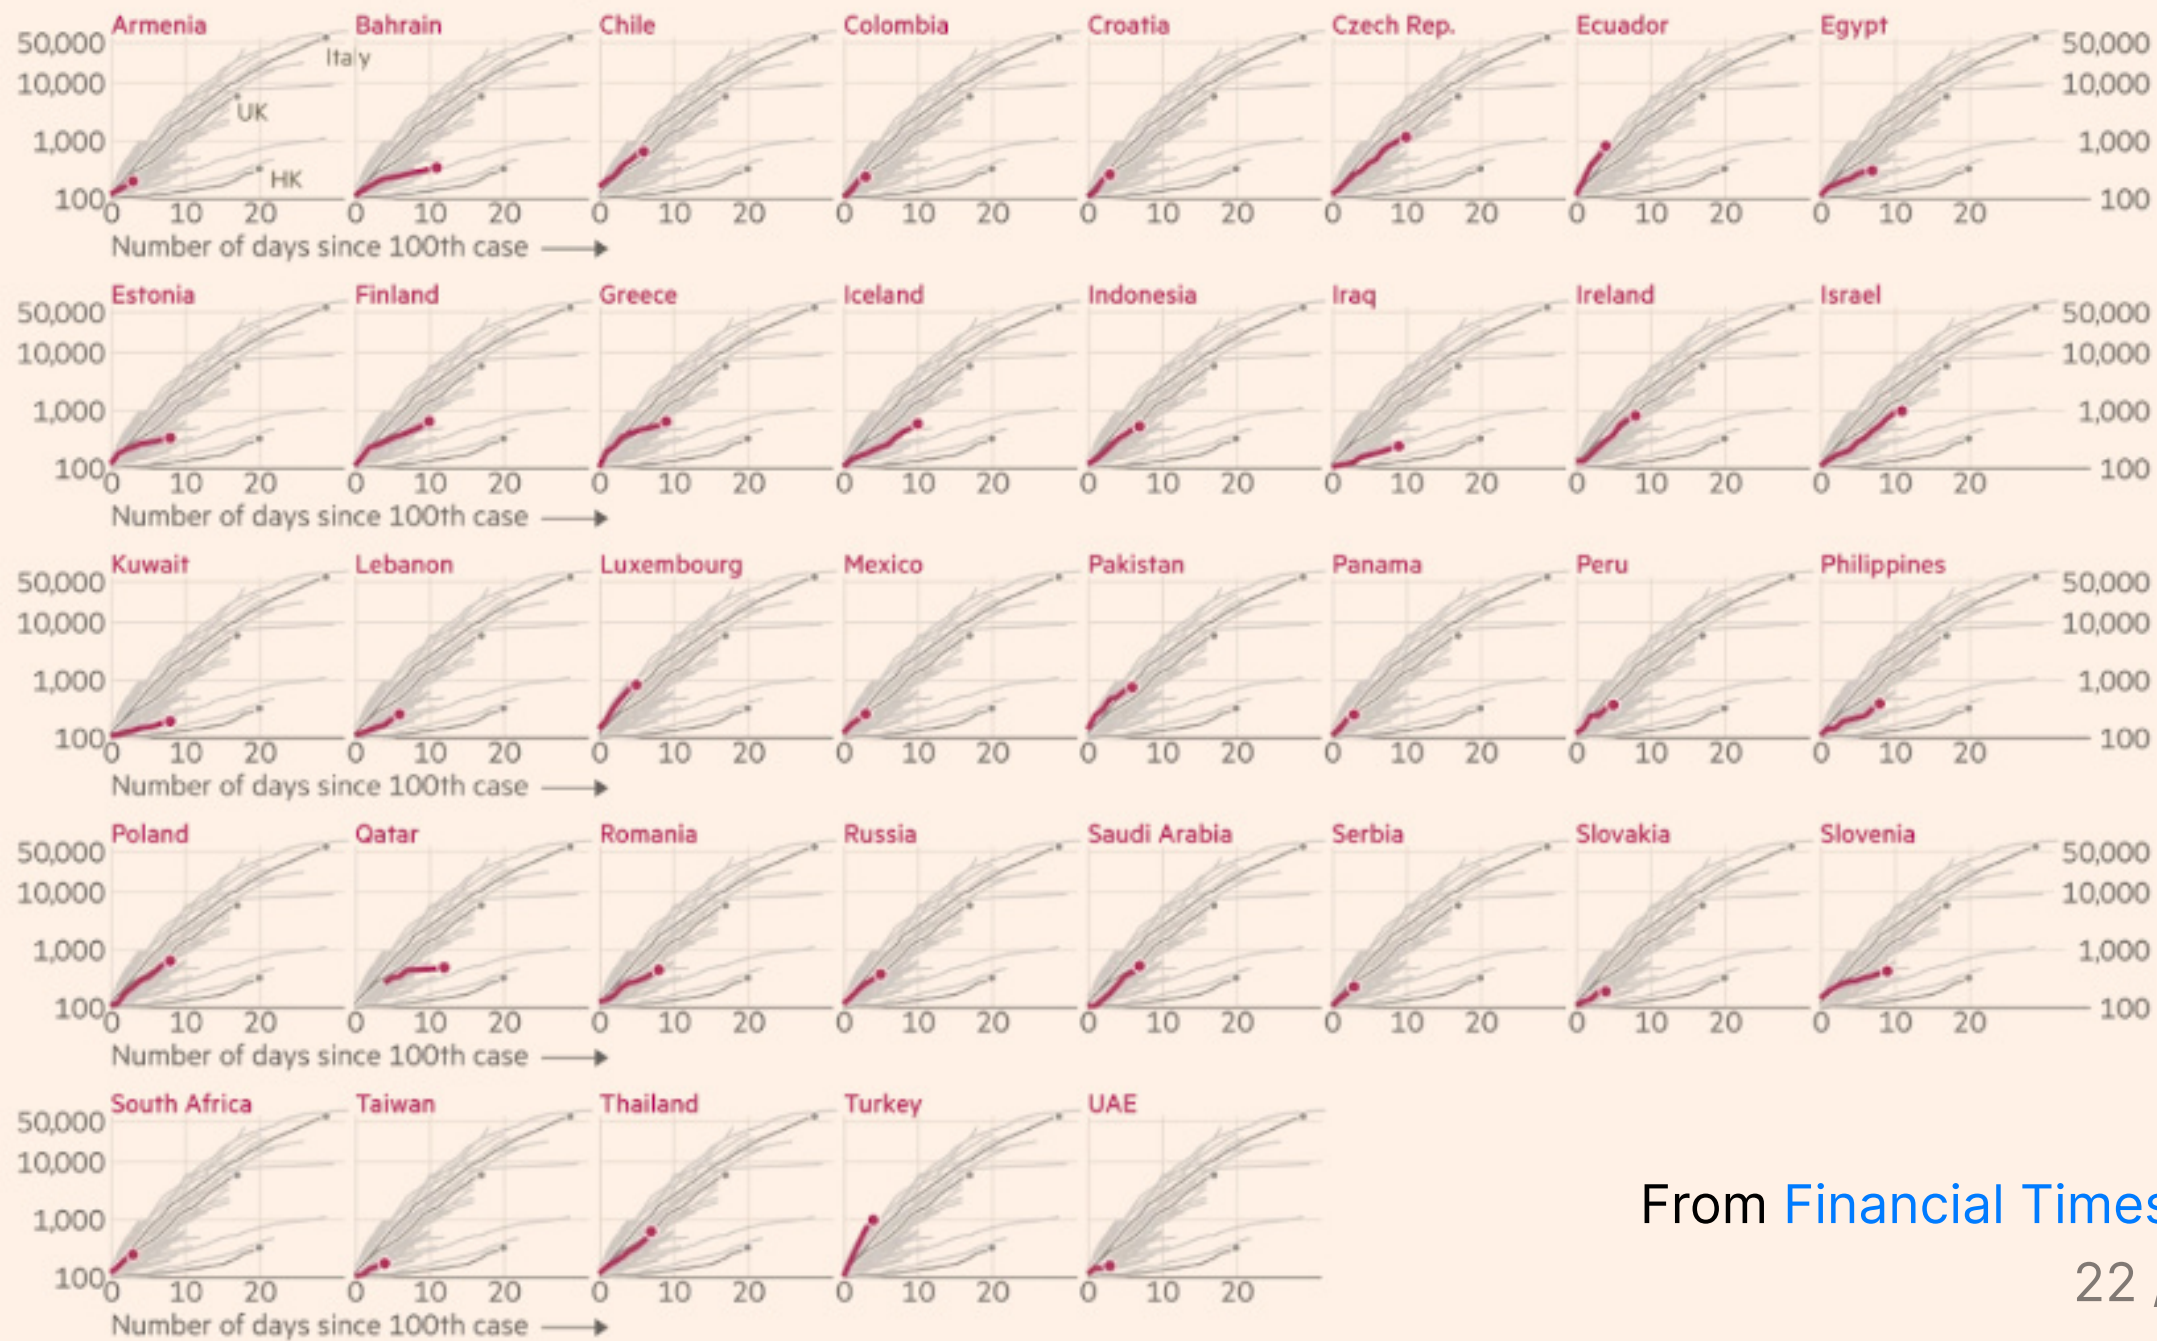 Armenia Bahrain Chile Colombia Croatia Czech Rep. Ecuador Egypt
50,000 50,000
Italy
10,000 10,000
UK
1,000 1,000
HK
100 100
0 10 20 0 10 20 0 10 20 0 10 20 0 10 20 0 10 20 0 10 20 0 10 20
Number of days since 100th case
Estonia Finland Greece Iceland Indonesia Iraq Ireland Israel
50,000 50,000
10,000 10,000
1,000 1,000
100 100
0 10 20 0 10 20 0 10 20 0 10 20 0 10 20 0 10 20 0 10 20 0 10 20
Number of days since 100th case
Kuwait Lebanon Luxembourg Mexico Pakistan Panama Peru Philippines
50,000 50,000
10,000 10,000
1,000 1,000
100 100
0 10 20 0 10 20 0 10 20 0 10 20 0 10 20 0 10 20 0 10 20 0 10 20
Number of days since 100th case
Poland Qatar Romania Russia Saudi Arabia Serbia Slovakia Slovenia
50,000 50,000
10,000 10,000
1,000 1,000
100 100
0 10 20 0 10 20 0 10 20 0 10 20 0 10 20 0 10 20 0 10 20 0 10 20
Number of days since 100th case
South Africa Taiwan Thailand Turkey UAE
50,000
10,000
1,000
100
0 10 20 0 10 20 0 10 20 0 10 20 0 10 20
Number of days since 100th case
From Financial Times
22 /